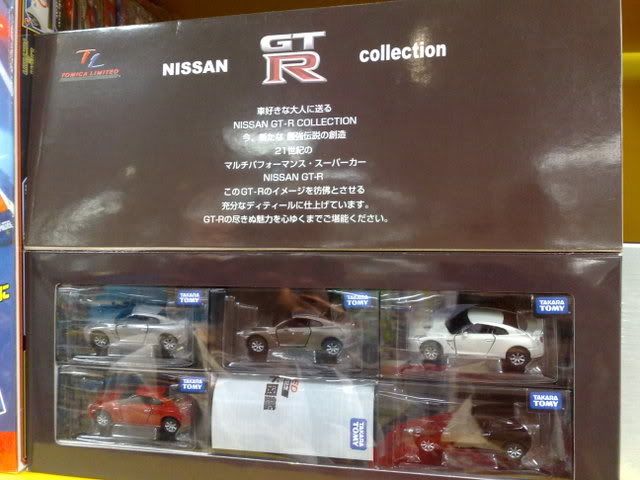 TL
TOMICA LIMITED
NISSAN GT R collection
車好きな大人に送る
NISSAN GT-R COLLECTION
今、新たな 最強伝説の創造
21世紀の
マルチパフォーマンス・スーパーカー
NISSAN GT-R
このGT-Rのイメージを彷彿とさせる
充分なディティールに仕上げています。
GT-Rの尽きぬ魅力を心ゆくまでご堪能ください。
TAKARA TOMY
TAKARA TOMY
TAKARA TOMY
TAKARA TOMY
図鑑
TAKARA TOMY
TAKARA TOMY